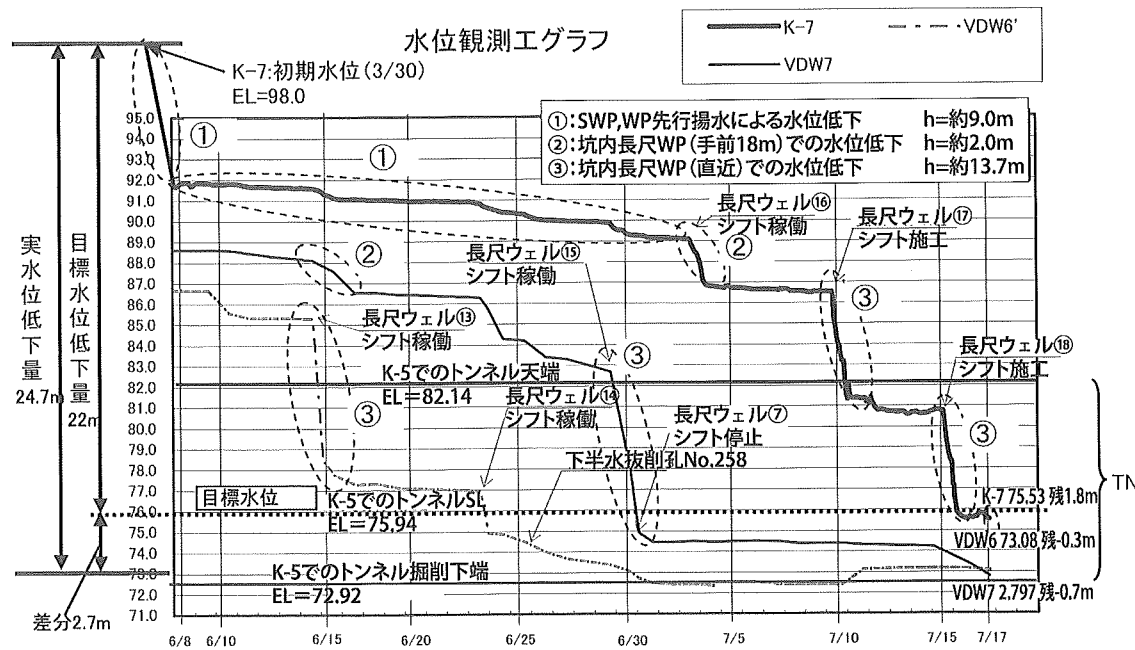 水位観測エグラフ
K-7
VDW6’
VDW7
K-7:初期水位(3/30)
EL=98.0
①:SWP,WP先行揚水による水位低下 h=約9.0m
②:坑内長尺WP(手前18m)での水位低下 h=約2.0m
③:坑内長尺WP(直近)での水位低下 h=約13.7m
95.0
94.0
93.0
92.0
91.0
90.0
89.0
88.0
87.0
86.0
85.0
84.0
83.0
82.0
81.0
80.0
79.0
78.0
77.0
76.0
75.0
74.0
73.0
72.0
71.0
①
①
②
③
③
②
③
③
実水位低下量
24.7m
目標水位低下量
22m
差分2.7m
長尺ウェル⑬
シフト稼働
長尺ウェル⑮
シフト稼働
長尺ウェル⑯
シフト稼働
長尺ウェル⑰
シフト施工
長尺ウェル⑱
シフト施工
K-5でのトンネル天端
EL=82.14
長尺ウェル⑭
シフト稼働
長尺ウェル⑦
シフト停止
下半水抜削孔No.258
目標水位
K-5でのトンネルSL
EL=75.94
K-5でのトンネル掘削下端
EL=72.92
K-7 75.53 残1.8m
VDW6 73.08 残-0.3m
VDW7 2.797 残-0.7m
TN
6/8 6/10 6/15 6/20 6/25 6/30 7/5 7/10 7/15 7/17